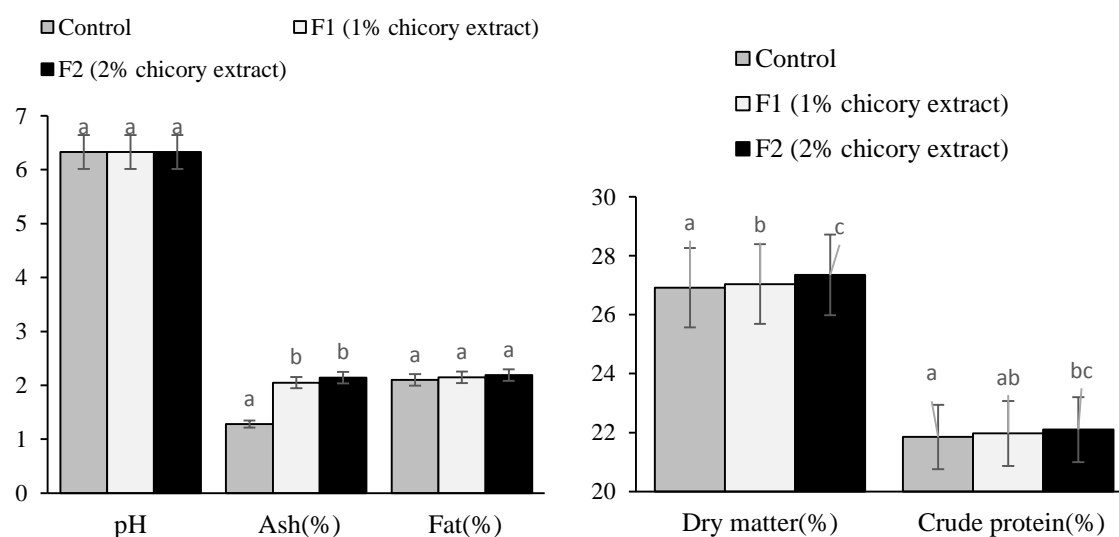 Control F1 (1% chicory extract)
F2 (2% chicory extract)
7
6
5
4
3
2
1
0
a a a
a b b
a a a
pH Ash(%) Fat(%)
Control
F1 (1% chicory extract)
F2 (2% chicory extract)
30
28
26
24
22
20
a b c
a ab bc
Dry matter(%) Crude protein(%)